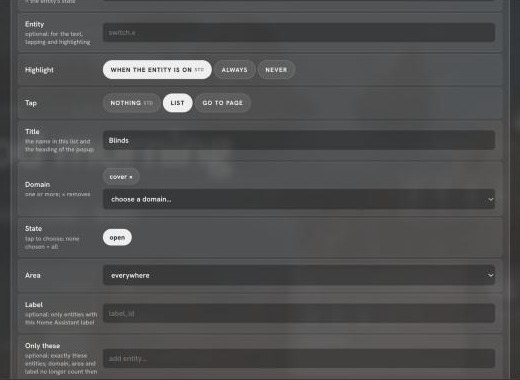 = the entity's state
Entity
optional: for the text,
tapping and highlighting
switch.x
Highlight
WHEN THE ENTITY IS ON STD
ALWAYS
NEVER
Tap
NOTHING STD
LIST
GO TO PAGE
Title
the name in this list and
the heading of the popup
Blinds
Domain
one or more; × removes
cover ×
choose a domain...
State
tap to choose; none
chosen = all
open
Area
everywhere
Label
optional: only entities with
this Home Assistant label
label_id
Only these
optional: exactly these
entities; domain, area and
label no longer count then
add entity...